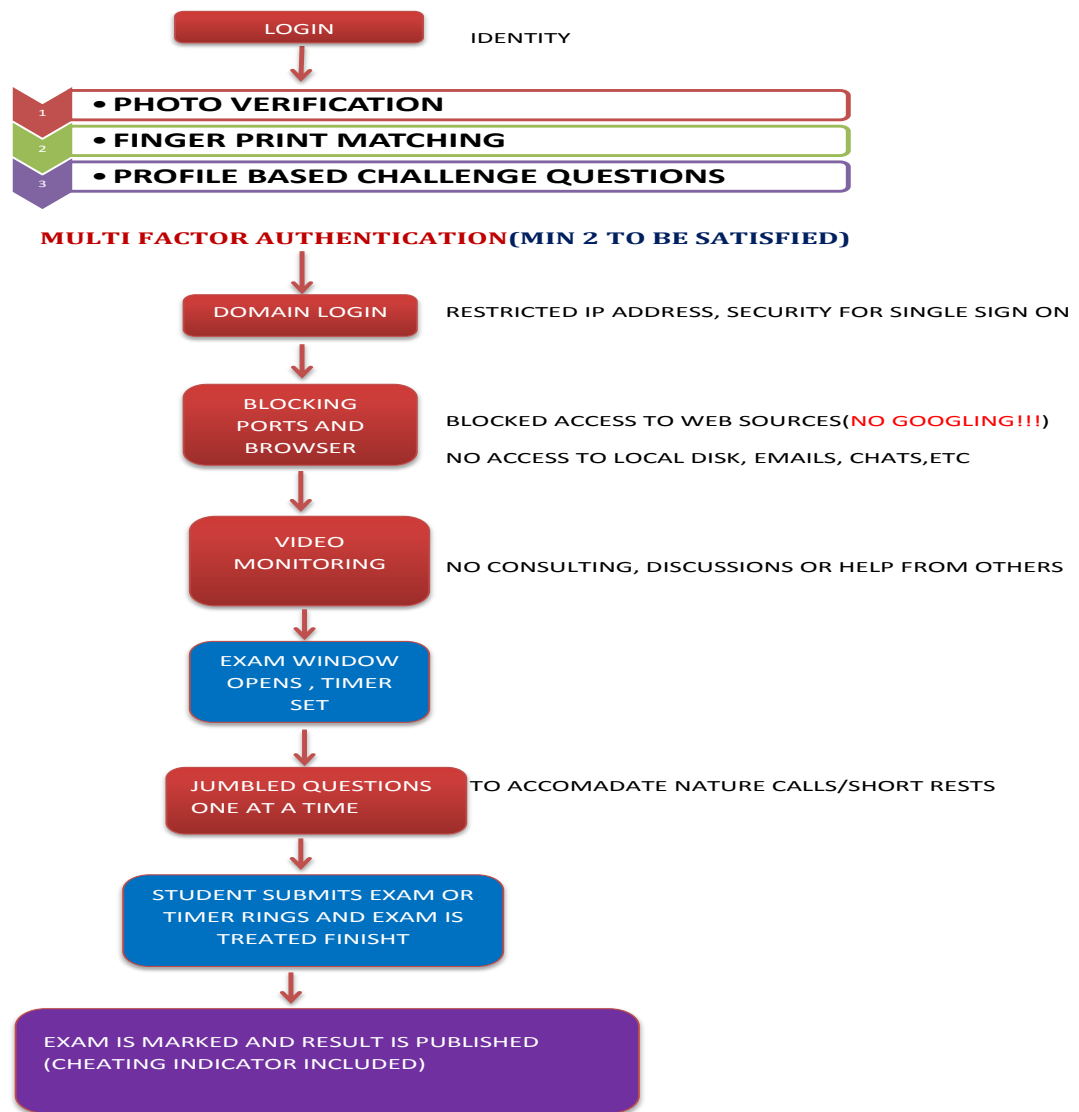 LOGIN
IDENTITY
1
• PHOTO VERIFICATION
2
• FINGER PRINT MATCHING
3
• PROFILE BASED CHALLENGE QUESTIONS
MULTI FACTOR AUTHENTICATION(MIN 2 TO BE SATISFIED)
DOMAIN LOGIN
RESTRICTED IP ADDRESS, SECURITY FOR SINGLE SIGN ON
BLOCKING
PORTS AND
BROWSER
BLOCKED ACCESS TO WEB SOURCES(NO GOOGLING!!!)
NO ACCESS TO LOCAL DISK, EMAILS, CHATS,ETC
VIDEO
MONITORING
NO CONSULTING, DISCUSSIONS OR HELP FROM OTHERS
EXAM WINDOW
OPENS , TIMER
SET
JUMBLED QUESTIONS
ONE AT A TIME
TO ACCOMADATE NATURE CALLS/SHORT RESTS
STUDENT SUBMITS EXAM OR
TIMER RINGS AND EXAM IS
TREATED FINISHT
EXAM IS MARKED AND RESULT IS PUBLISHED
(CHEATING INDICATOR INCLUDED)